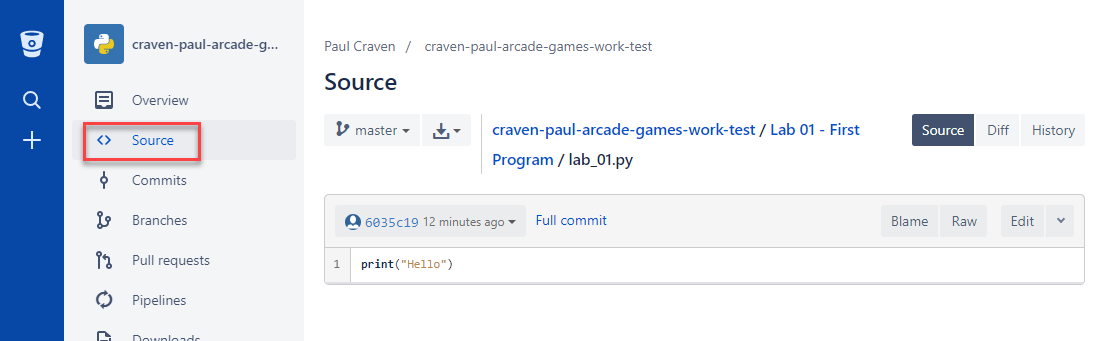 craven-paul-arcade-g...
Overview
Source
Commits
Branches
Pull requests
Pipelines
Downloads
Paul Craven / craven-paul-arcade-games-work-test
Source
master
craven-paul-arcade-games-work-test / Lab 01 - First
Program / lab_01.py
Source Diff History
6035c19 12 minutes ago Full commit
Blame Raw Edit
1 print("Hello")